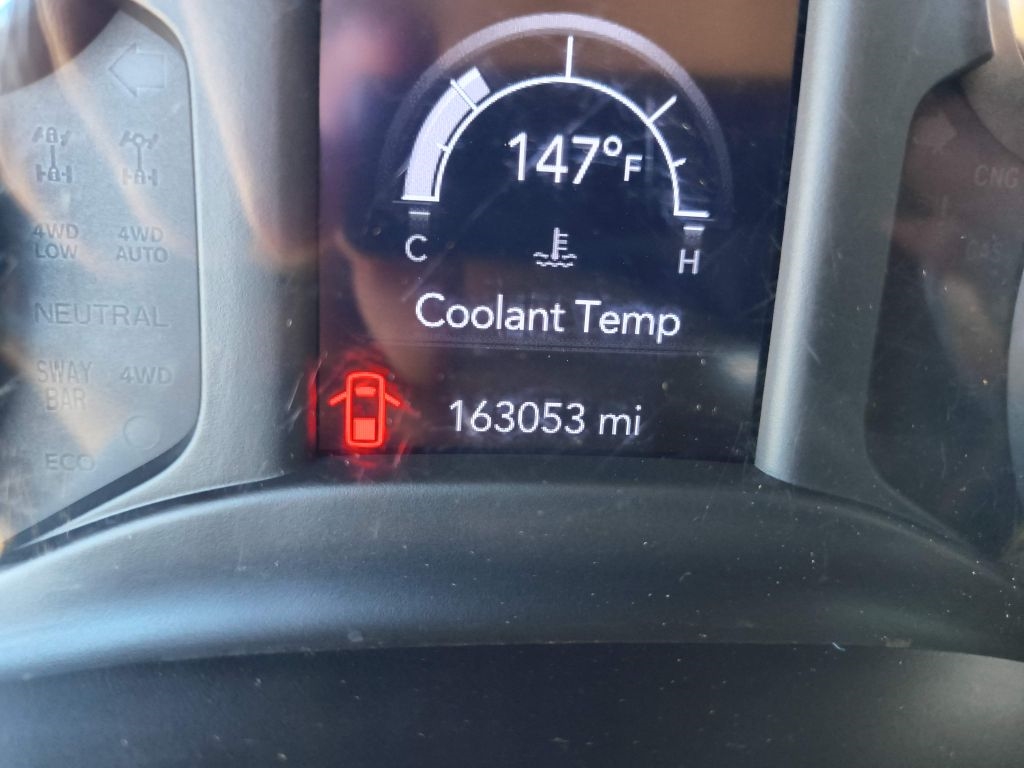 147°F
C
H
Coolant Temp
163053 mi
4WD LOW
4WD AUTO
NEUTRAL
SWAY BAR
4WD
ECO
CNG